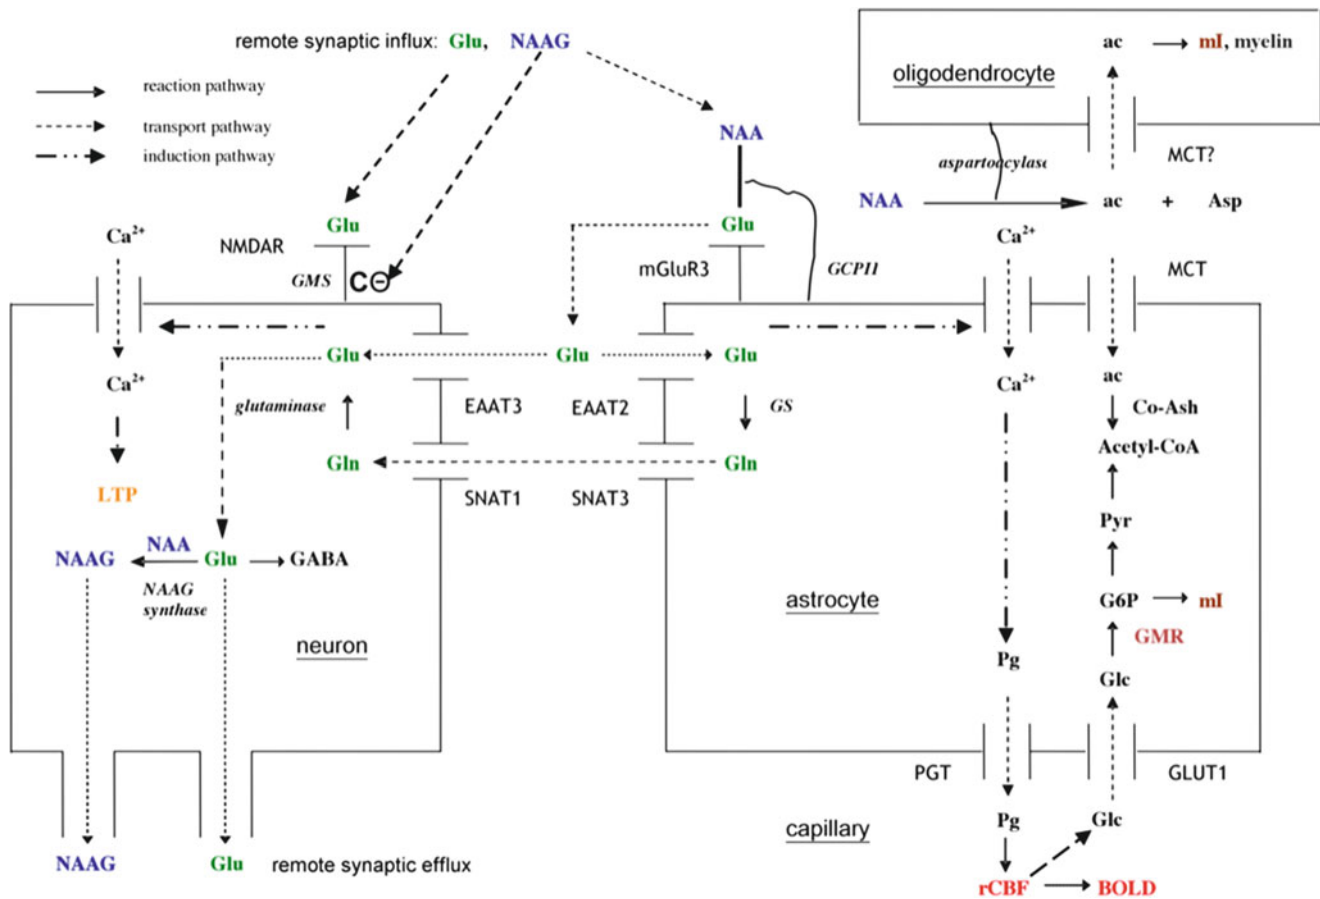 remote synaptic influx: Glu, NAAG
ac → mI, myelin
oligodendrocyte
reaction pathway
transport pathway
induction pathway
NAA
MCT?
aspartoacylase
NAA
ac + Asp
Glu
Glu
Ca²⁺
Ca²⁺
NMDAR
mGluR3
GCPII
MCT
GMS
CΘ
Glu
Glu
Glu
Ca²⁺
Ca²⁺
ac
glutaminase
EAAT3
EAAT2
GS
Co-Ash
Acetyl-CoA
Gln
Gln
LTP
SNAT1
SNAT3
Pyr
NAAG
NAA
Glu
GABA
NAAG
synthase
astrocyte
G6P
mI
GMR
neuron
Pg
Glc
PGT
GLUT1
capillary
Pg
Glc
NAAG
Glu
remote synaptic efflux
rCBF
BOLD